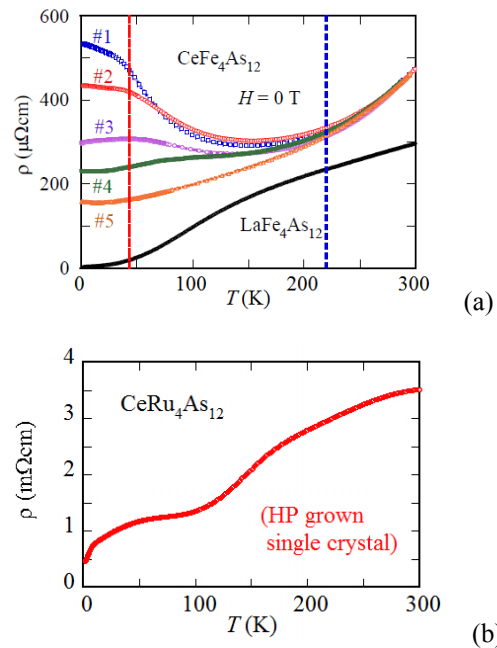 600
#1
CeFe₄As₁₂
#2
H = 0 T
400
ρ (μΩcm)
#3
#4
200
#5
LaFe₄As₁₂
0
0 100 200 300
T (K)
(a)
4
CeRu₄As₁₂
3
ρ (mΩcm)
2
(HP grown
single crystal)
1
0
0 100 200 300
T (K)
(b)